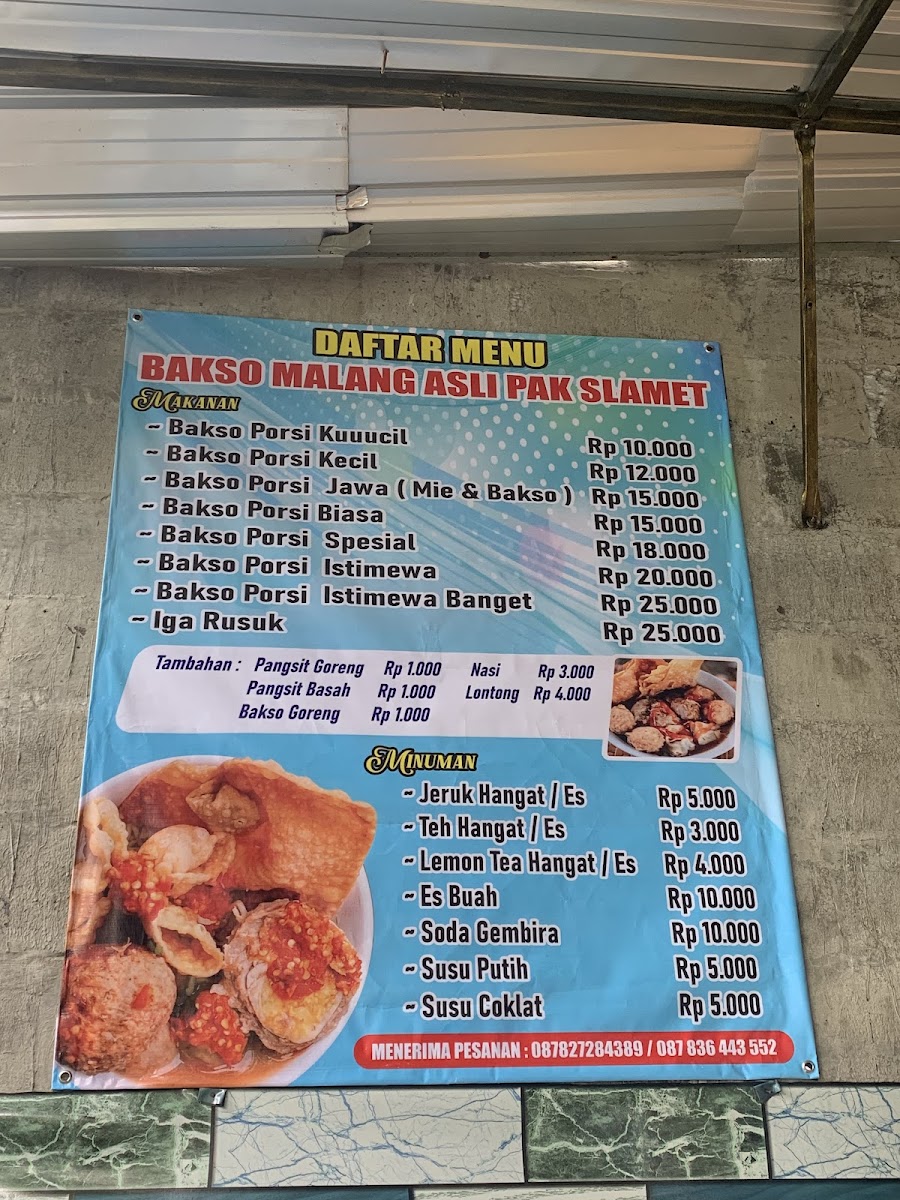 DAFTAR MENU
BAKSO MALANG ASLI PAK SLAMET
MAKANAN
- Bakso Porsi Kuuucil Rp 10.000
- Bakso Porsi Kecil Rp 12.000
- Bakso Porsi Jawa ( Mie & Bakso ) Rp 15.000
- Bakso Porsi Biasa Rp 15.000
- Bakso Porsi Spesial Rp 18.000
- Bakso Porsi Istimewa Rp 20.000
- Bakso Porsi Istimewa Banget Rp 25.000
- Iga Rusuk Rp 25.000
Tambahan : Pangsit Goreng Rp 1.000 Nasi Rp 3.000
Pangsit Basah Rp 1.000 Lontong Rp 4.000
Bakso Goreng Rp 1.000
MINUMAN
- Jeruk Hangat / Es Rp 5.000
- Teh Hangat / Es Rp 3.000
- Lemon Tea Hangat / Es Rp 4.000
- Es Buah Rp 10.000
- Soda Gembira Rp 10.000
- Susu Putih Rp 5.000
- Susu Coklat Rp 5.000
MENERIMA PESANAN : 087827284389 / 087 836 443 552